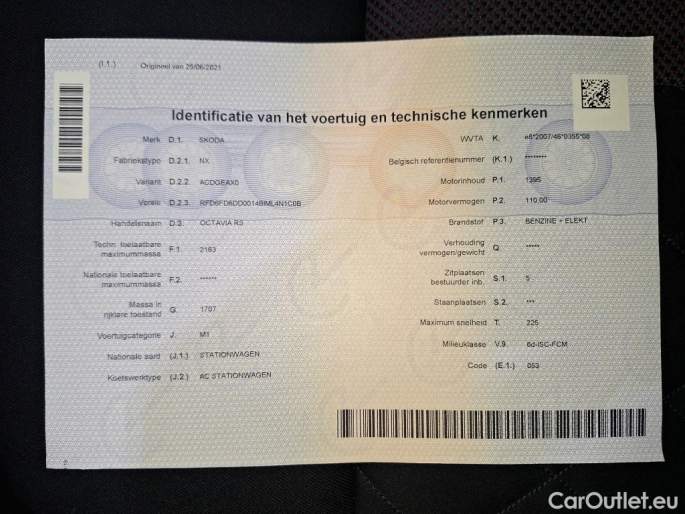 (I.1.) Origineel van 25/06/2021
Identificatie van het voertuig en technische kenmerken
Merk D.1. SKODA
Fabriekstype D.2.1. NX
Variant D.2.2. ACDGEAX0
Versie D.2.3.
Handelsnaam D.3. OCTAVIA RS
Techn. toelaatbare
maximummassa F.1. 2163
Nationale toelaatbare
maximummassa F.2. ******
Massa in
rijklare toestand G. 1707
Voertuigcategorie J. M1
Nationale aard (J.1.) STATIONWAGEN
Koetswerktype (J.2.) AC STATIONWAGEN
WVTA K. e8*2007/46*0355*08
Belgisch referentienummer (K.1.) ********
Motorinhoud P.1. 1395
Motorvermogen P.2. 110.00
Brandstof P.3. BENZINE + ELEKT
Verhouding
vermogen/gewicht Q. *****
Zitplaatsen
bestuurder inb. S.1. 5
Staanplaatsen S.2. ***
Maximum snelheid T. 225
Milieuklasse V.9. 6d-ISC-FCM
Code (E.1.) 053
CarOutlet.eu